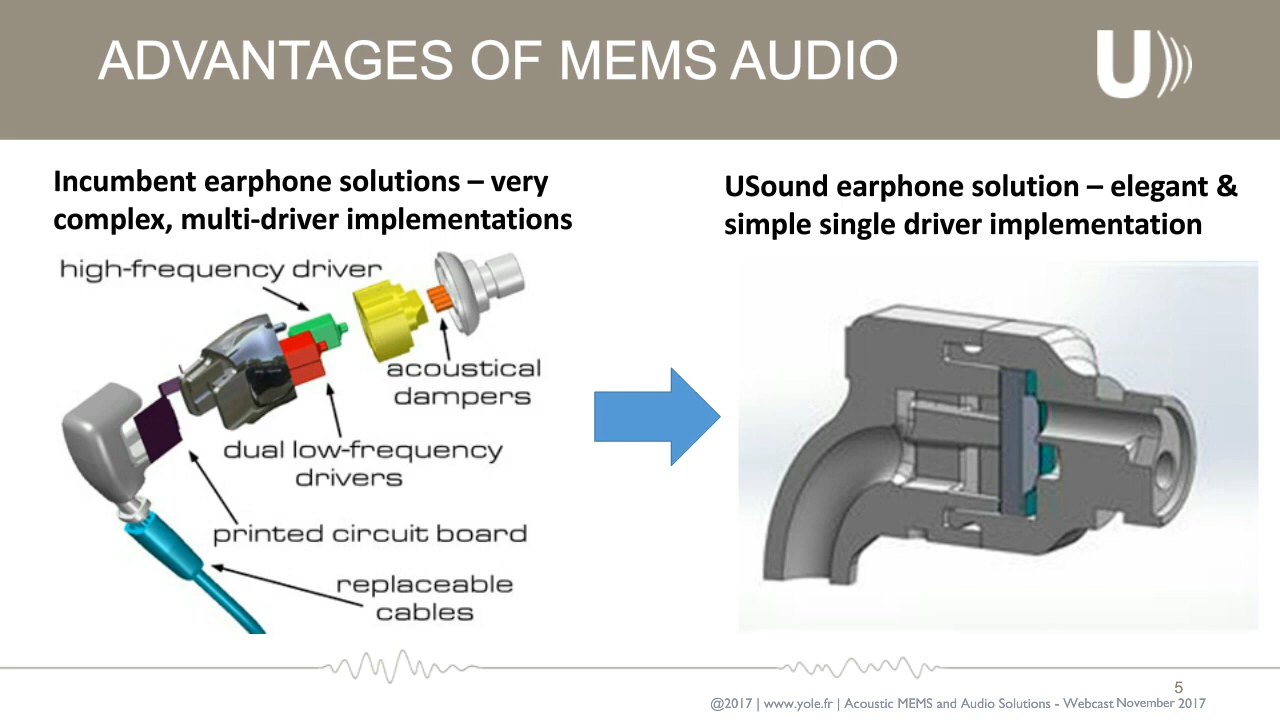 ADVANTAGES OF MEMS AUDIO
U
Incumbent earphone solutions – very
complex, multi-driver implementations
high-frequency driver
acoustical
dampers
dual low-frequency
drivers
printed circuit board
replaceable
cables
USound earphone solution – elegant &
simple single driver implementation
5
@2017 | www.yole.fr | Acoustic MEMS and Audio Solutions - Webcast November 2017